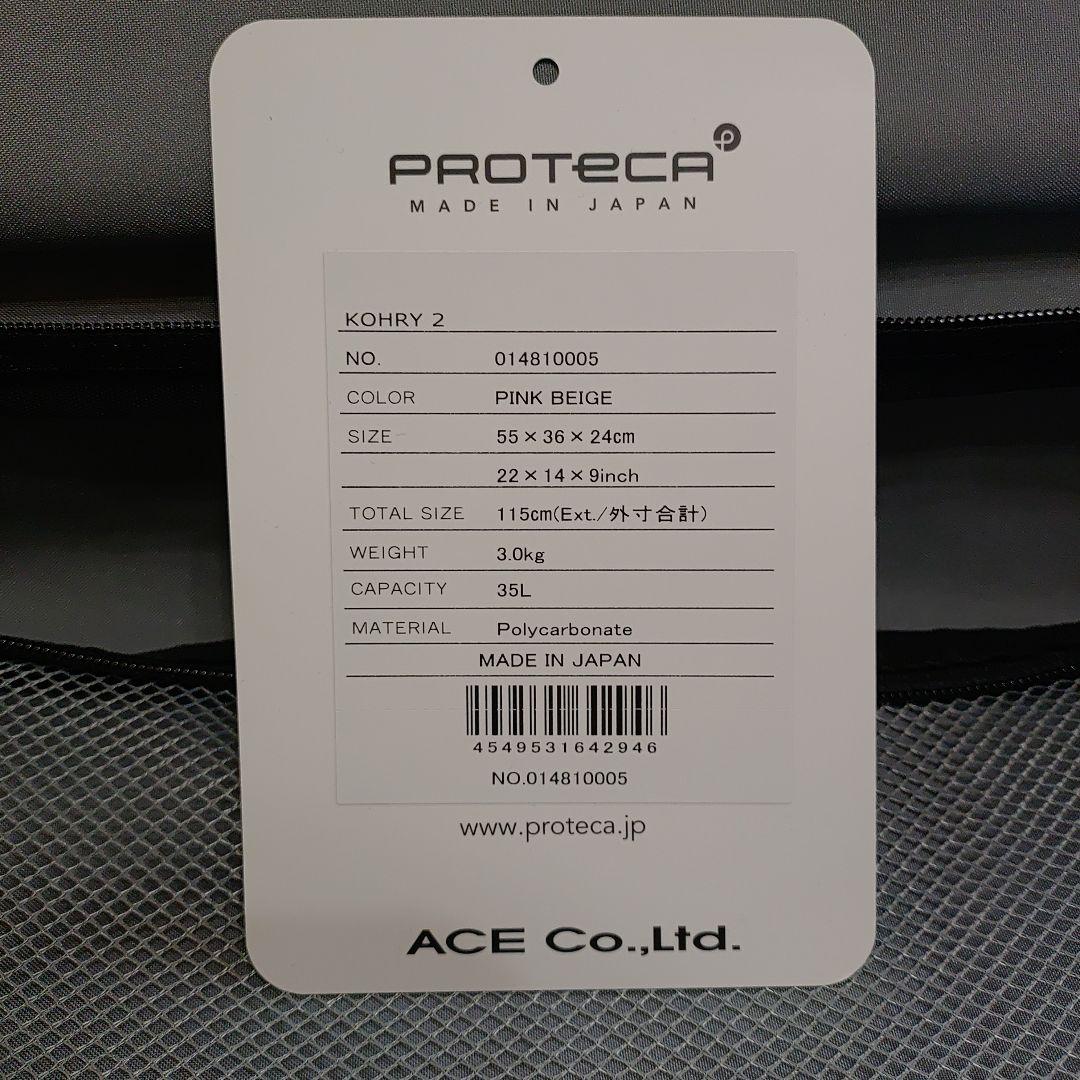 PROTECA
MADE IN JAPAN
KOHRY 2
NO. 014810005
COLOR PINK BEIGE
SIZE 55×36×24cm
22×14×9inch
TOTAL SIZE 115cm(Ext./外寸合計)
WEIGHT 3.0kg
CAPACITY 35L
MATERIAL Polycarbonate
MADE IN JAPAN
4549531642946
NO.014810005
www.proteca.jp
ACE Co.,Ltd.